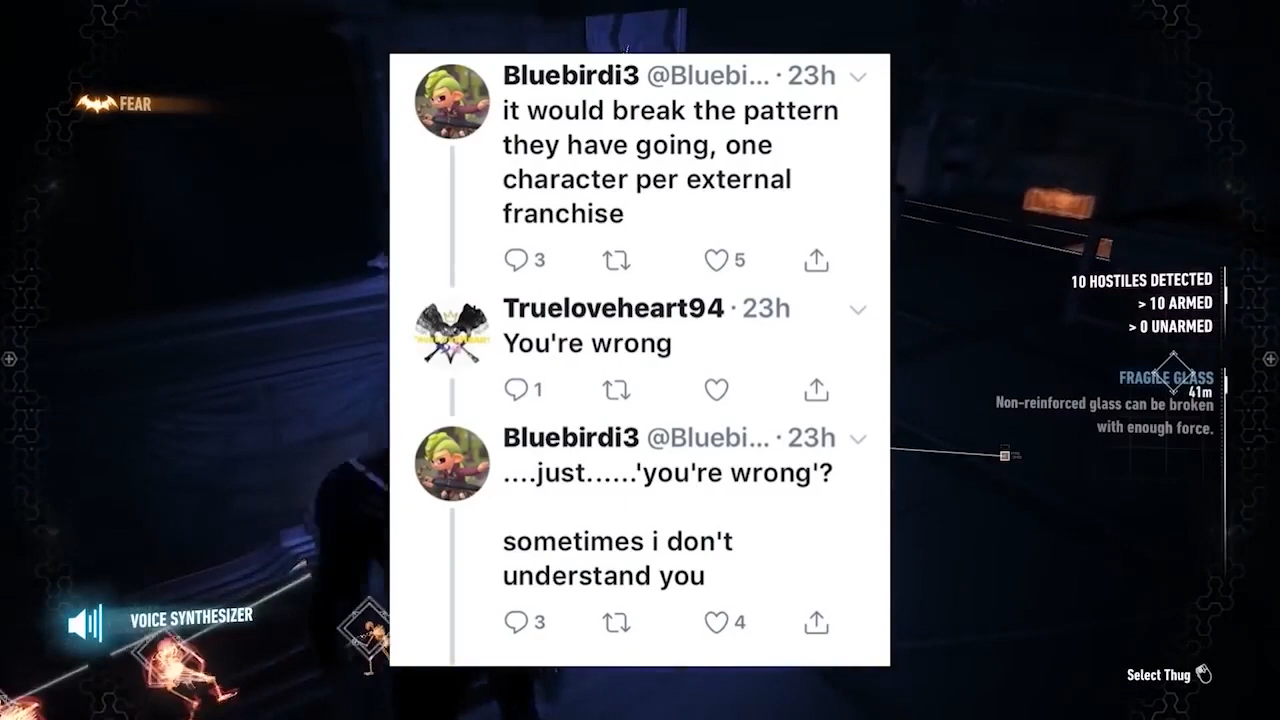 FEAR
Bluebirdi3 @Bluebi... · 23h
it would break the pattern
they have going, one
character per external
franchise
3
5
Trueloveheart94 · 23h
You're wrong
1
Bluebirdi3 @Bluebi... · 23h
....just......'you're wrong'?
sometimes i don't
understand you
3
4
10 HOSTILES DETECTED
> 10 ARMED
> 0 UNARMED
FRAGILE GLASS
41m
Non-reinforced glass can be broken
with enough force.
VOICE SYNTHESIZER
Select Thug